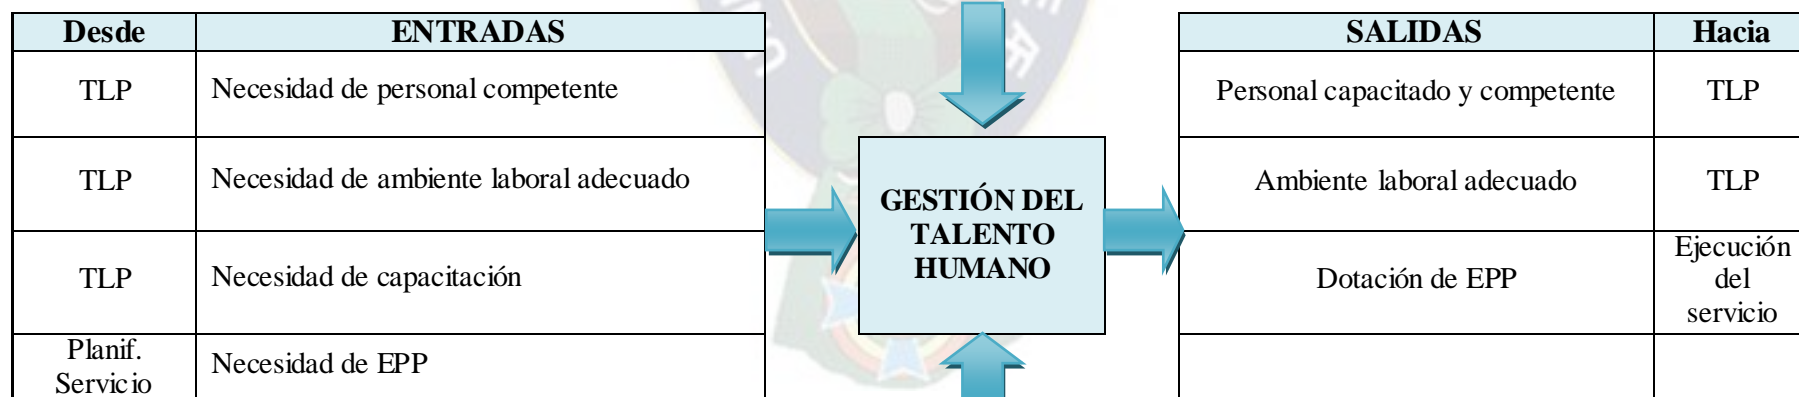 Desde ENTRADAS
TLP Necesidad de personal competente
TLP Necesidad de ambiente laboral adecuado
TLP Necesidad de capacitación
Planif.
Servicio
Necesidad de EPP
GESTIÓN DEL
TALENTO
HUMANO
SALIDAS Hacia
Personal capacitado y competente TLP
Ambiente laboral adecuado TLP
Dotación de EPP
Ejecución
del
servicio